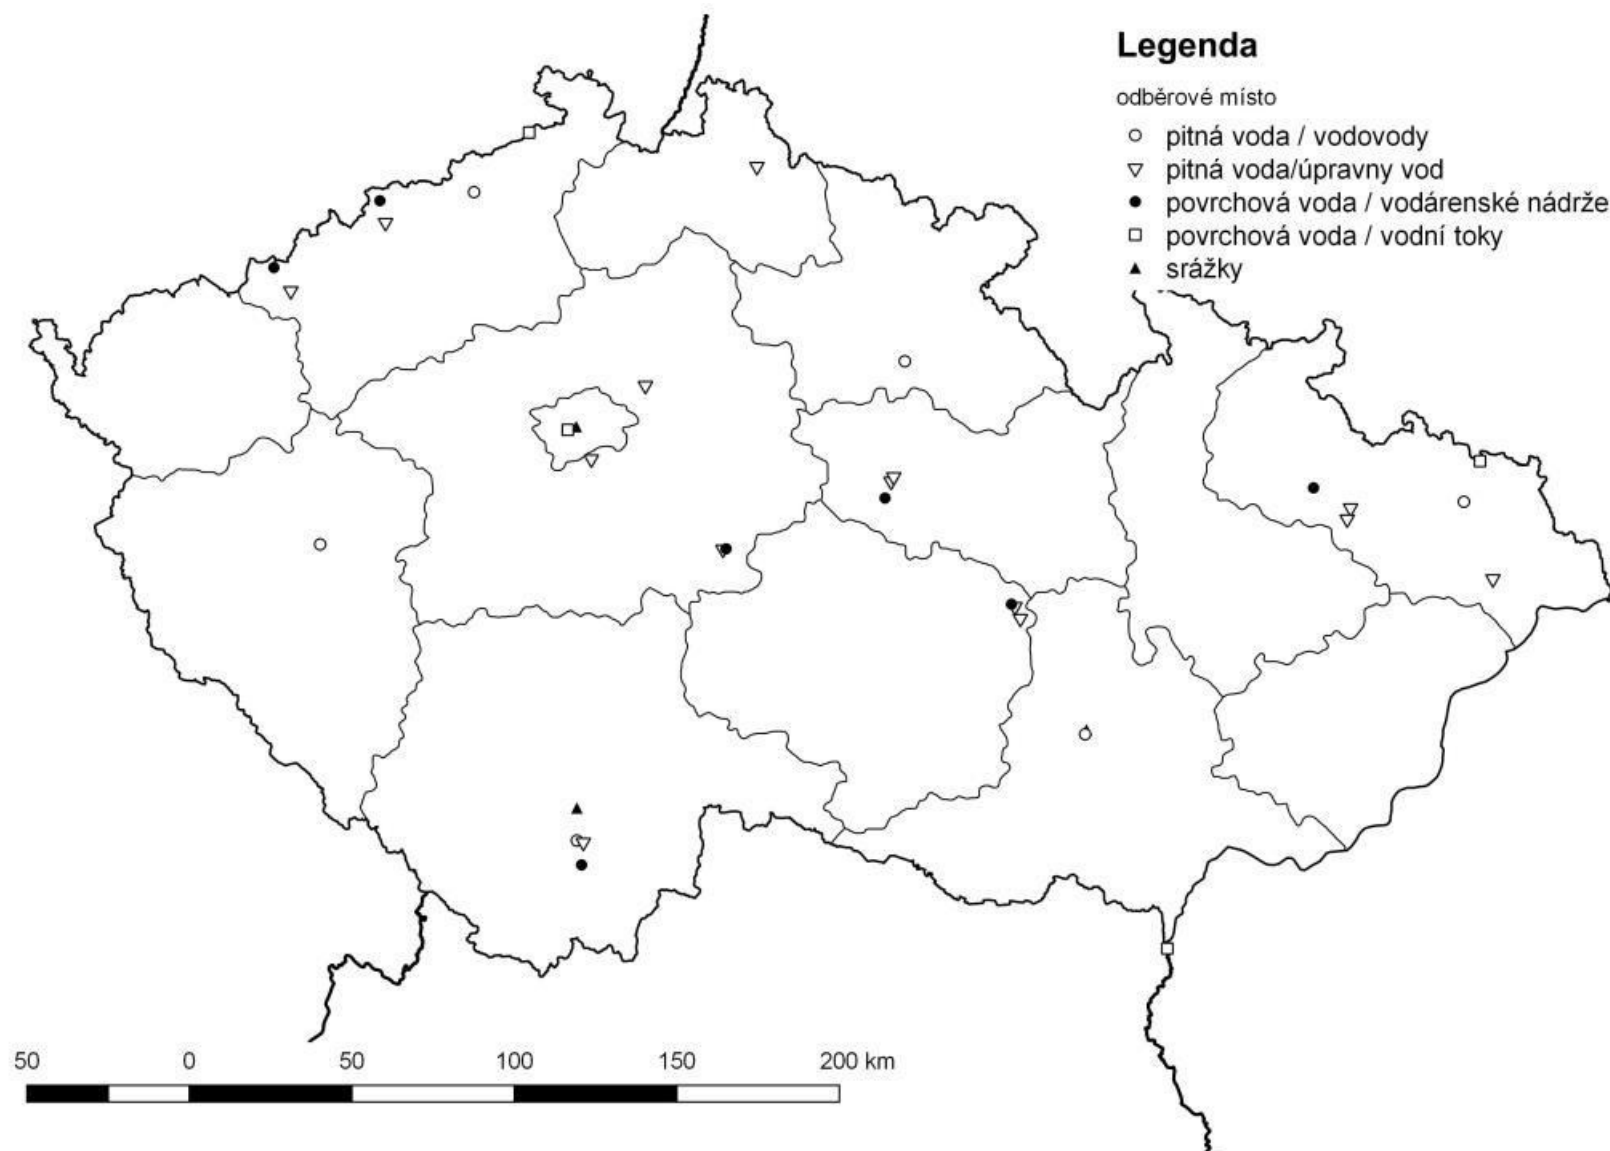 Legenda
odběrové místo
pitná voda / vodovody
pitná voda/úpravny vod
povrchová voda / vodárenské nádrže
povrchová voda / vodní toky
srážky
50 0 50 100 150 200 km